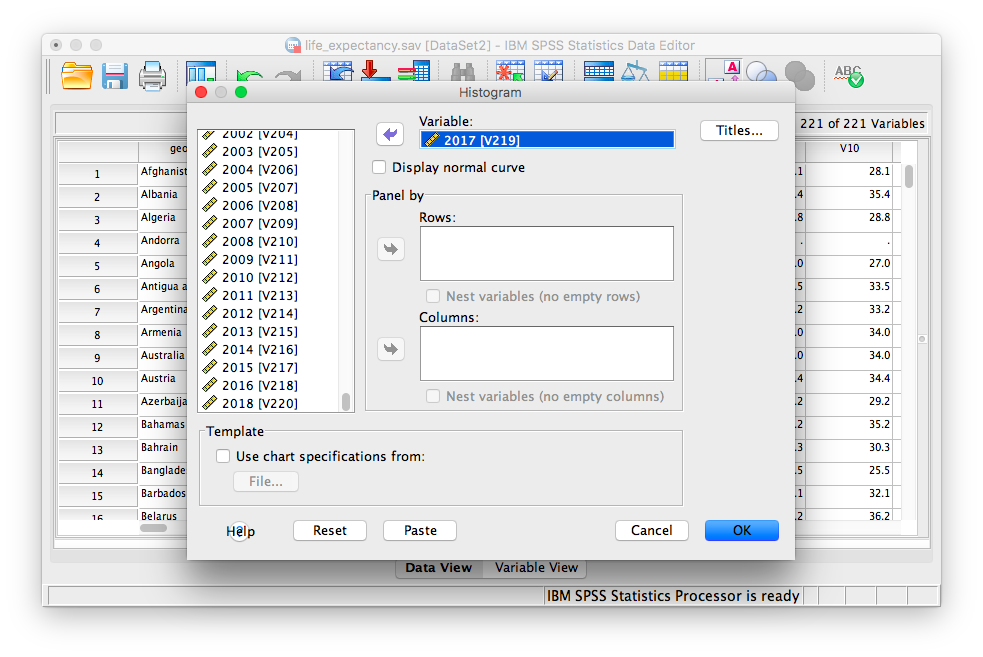 life_expectancy.sav [DataSet2] - IBM SPSS Statistics Data Editor
A
ABC
Histogram
221 of 221 Variables
geo
V10
1 Afghanist .1 28.1
2 Albania .4 35.4
3 Algeria .8 28.8
4 Andorra . .
5 Angola .0 27.0
6 Antigua a .5 33.5
7 Argentina .2 33.2
8 Armenia .0 34.0
9 Australia .0 34.0
10 Austria .4 34.4
11 Azerbaija .2 29.2
12 Bahamas .2 35.2
13 Bahrain .3 30.3
14 Banglade .5 25.5
15 Barbados .1 32.1
16 Belarus .2 36.2
2002 [V204]
2003 [V205]
2004 [V206]
2005 [V207]
2006 [V208]
2007 [V209]
2008 [V210]
2009 [V211]
2010 [V212]
2011 [V213]
2012 [V214]
2013 [V215]
2014 [V216]
2015 [V217]
2016 [V218]
2018 [V220]
Variable:
2017 [V219]
Titles...
Display normal curve
Panel by
Rows:
Nest variables (no empty rows)
Columns:
Nest variables (no empty columns)
Template
Use chart specifications from:
File...
Help
?
Reset
Paste
Cancel
OK
Data View
Variable View
IBM SPSS Statistics Processor is ready